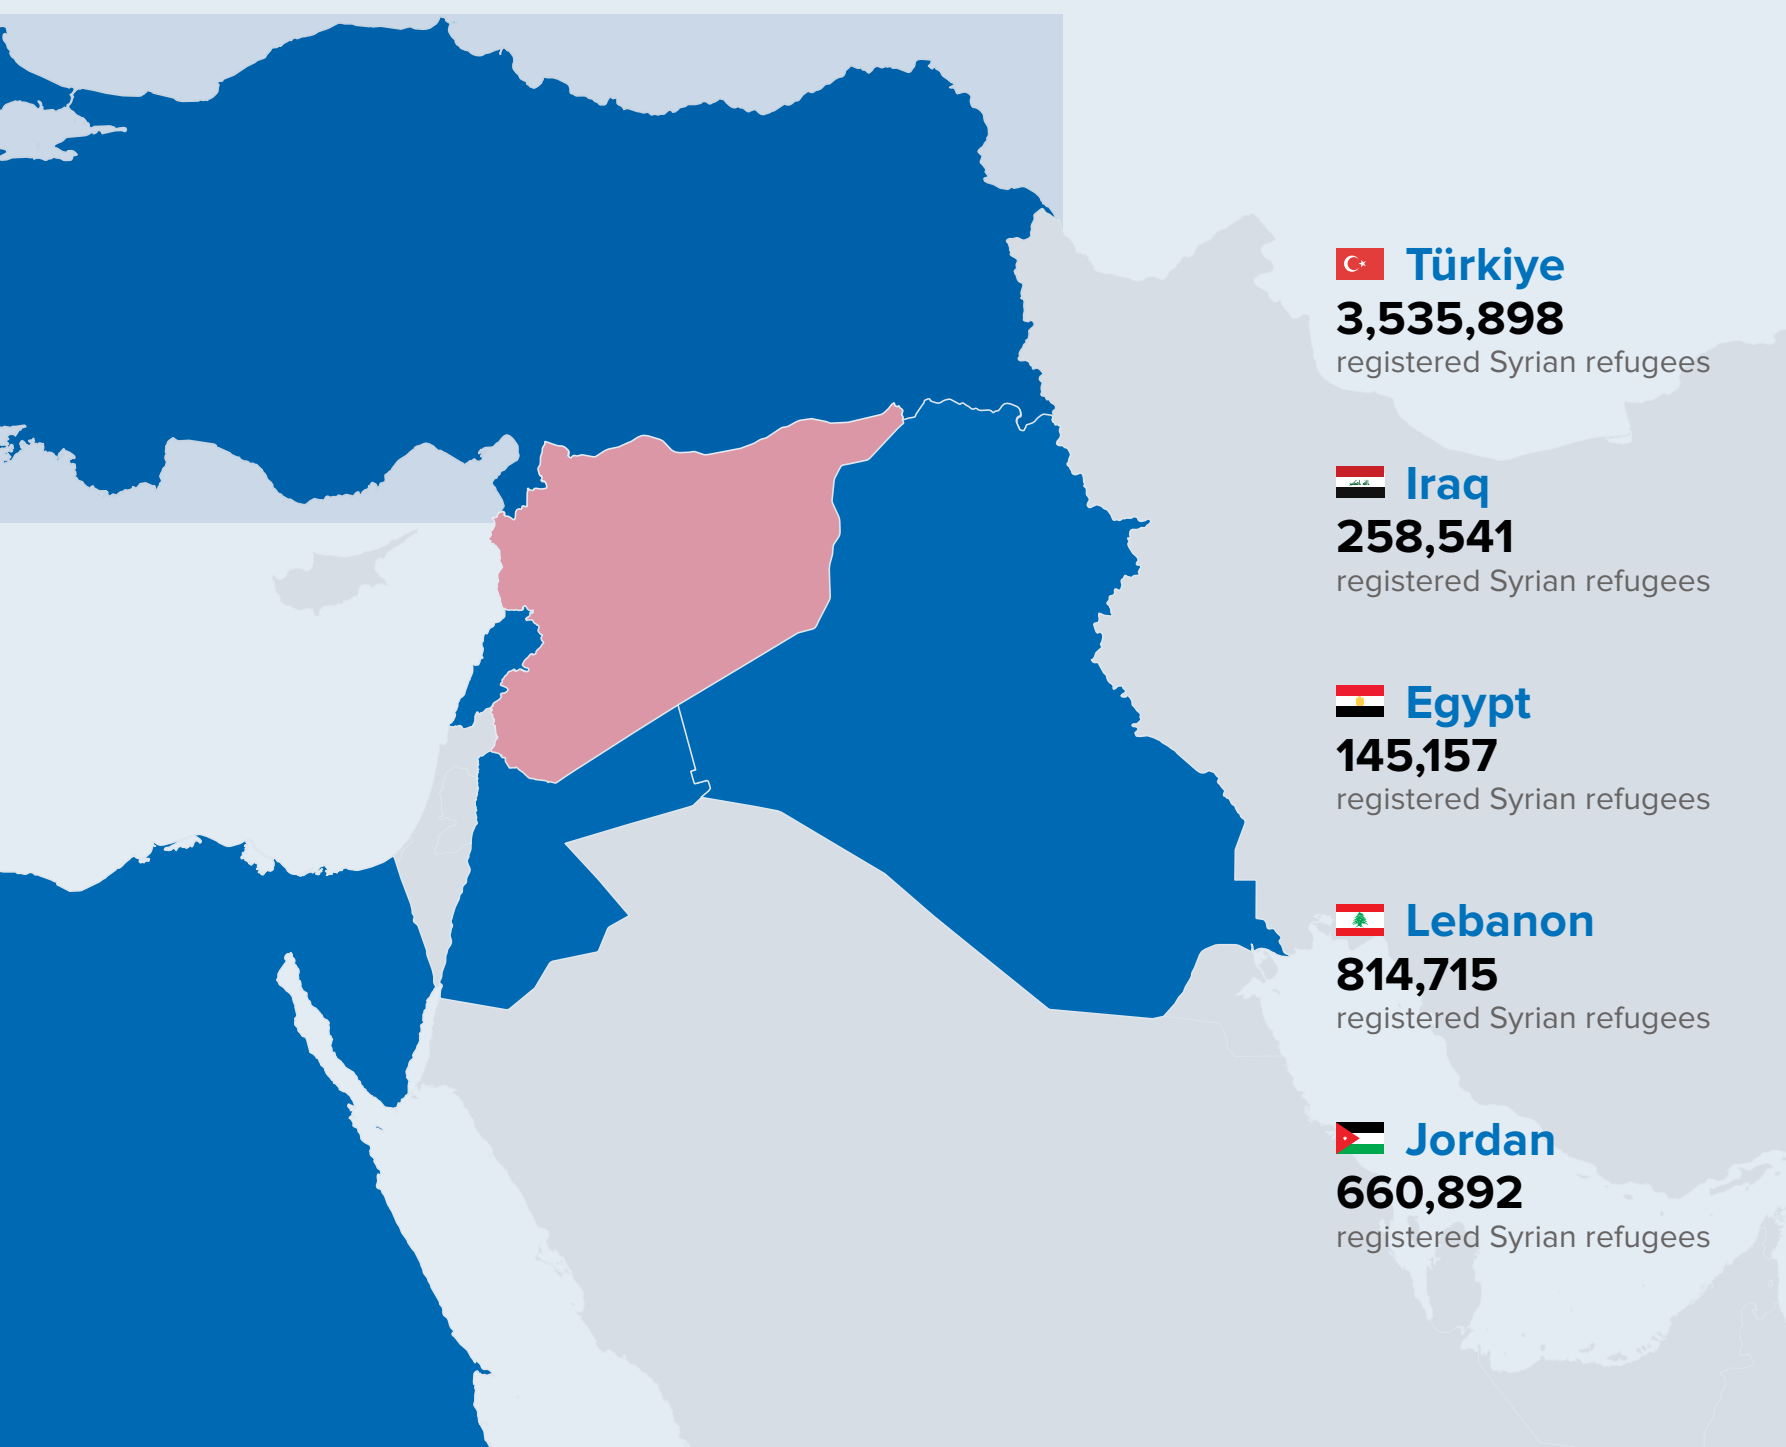 Türkiye
3,535,898
registered Syrian refugees
Iraq
258,541
registered Syrian refugees
Egypt
145,157
registered Syrian refugees
Lebanon
814,715
registered Syrian refugees
Jordan
660,892
registered Syrian refugees